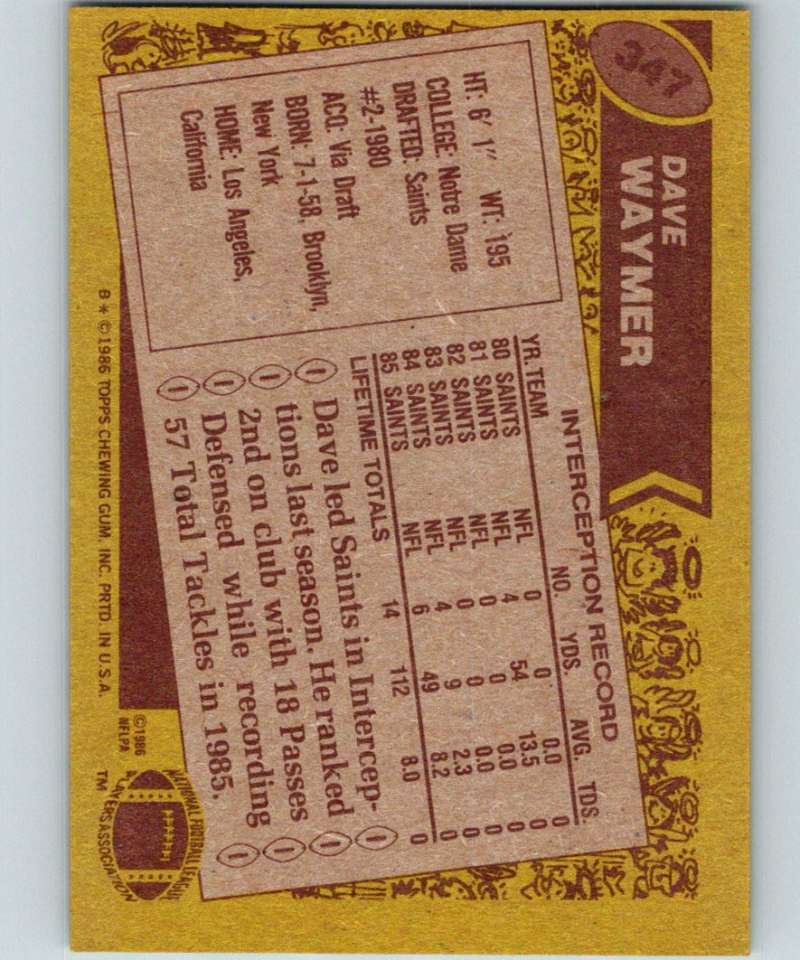 347
DAVE
WAYMER
HT: 6' 1" WT: 195
COLLEGE: Notre Dame
DRAFTED: Saints
#2-1980
ACQ: Via Draft
BORN: 7-1-58, Brooklyn,
New York
HOME: Los Angeles,
California
INTERCEPTION RECORD
YR. TEAM NO. YDS. AVG. TDS.
80 SAINTS NFL 0 0 0.0 0
81 SAINTS NFL 4 54 13.5 0
82 SAINTS NFL 0 0 0.0 0
83 SAINTS NFL 0 0 0.0 0
84 SAINTS NFL 4 9 2.3 0
85 SAINTS NFL 6 49 8.2 0
LIFETIME TOTALS 14 112 8.0 0
Dave led Saints in Intercep-
tions last season. He ranked
2nd on club with 18 Passes
Defensed while recording
57 Total Tackles in 1985.
B * ©1986 TOPPS CHEWING GUM, INC. PRTD. IN U.S.A.
©1986
NFLPA
NATIONAL FOOTBALL LEAGUE
PLAYERS ASSOCIATION
TM